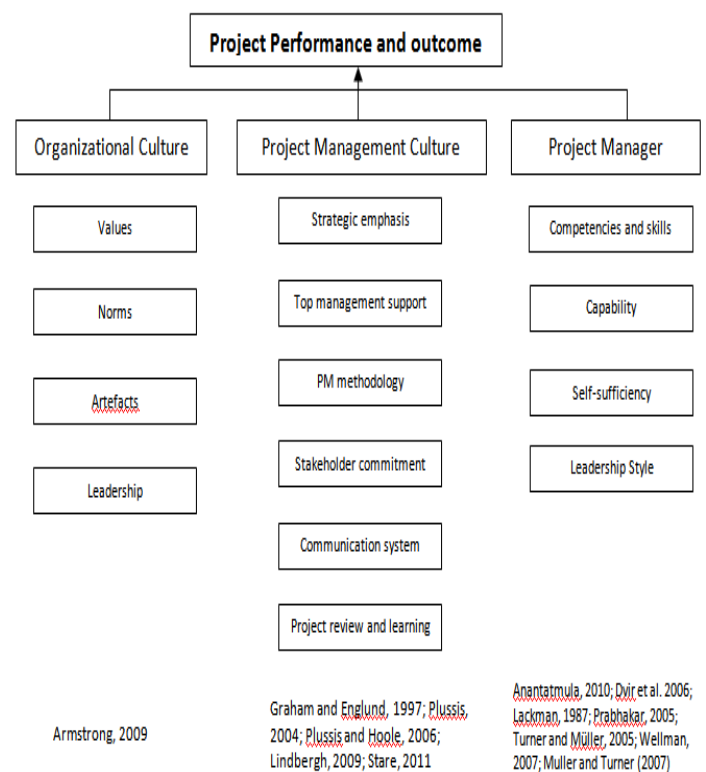 Project Performance and outcome
Organizational Culture
Project Management Culture
Project Manager
Values
Norms
Artefacts
Leadership
Strategic emphasis
Top management support
PM methodology
Stakeholder commitment
Communication system
Project review and learning
Competencies and skills
Capability
Self-sufficiency
Leadership Style
Armstrong, 2009
Graham and Englund, 1997; Plussis,
2004; Plussis and Hoole, 2006;
Lindbergh, 2009; Stare, 2011
Anantatmula, 2010; Dvir et al. 2006;
Lackman, 1987; Prabhakar, 2005;
Turner and Müller, 2005; Wellman,
2007; Muller and Turner (2007)